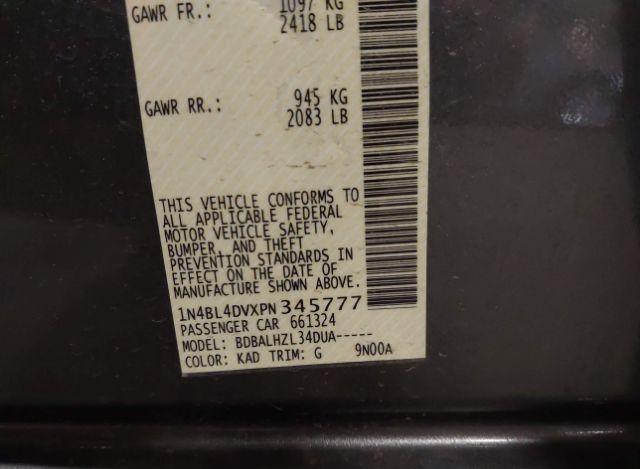 GAWR FR.: 1097 KG
2418 LB
GAWR RR.: 945 KG
2083 LB
THIS VEHICLE CONFORMS TO
ALL APPLICABLE FEDERAL
MOTOR VEHICLE SAFETY,
BUMPER, AND THEFT
PREVENTION STANDARDS IN
EFFECT ON THE DATE OF
MANUFACTURE SHOWN ABOVE.
1N4BL4DVXPN345777
PASSENGER CAR 661324
MODEL: BDBALHZL34DUA-----
COLOR: KAD TRIM: G 9N00A